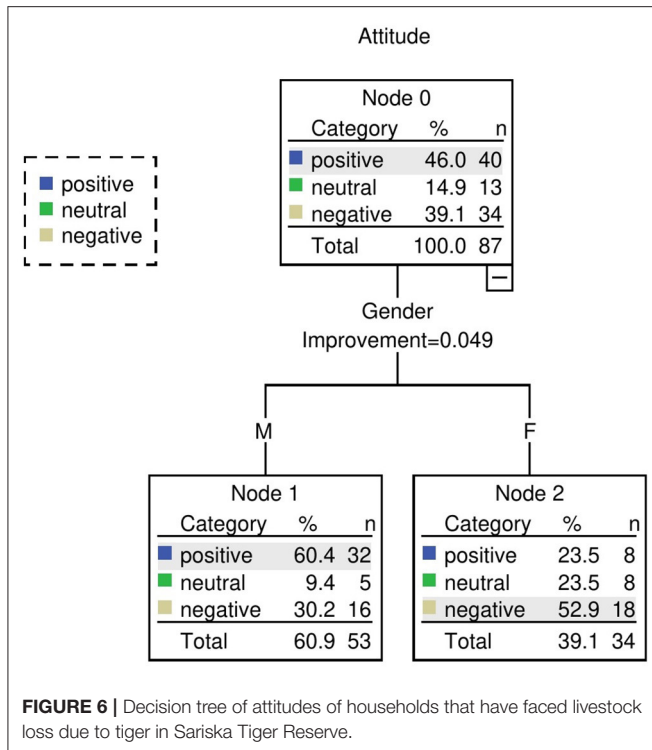 Attitude
positive
neutral
negative
Node 0
Category % n
positive 46.0 40
neutral 14.9 13
negative 39.1 34
Total 100.0 87
Gender
Improvement=0.049
M
F
Node 1
Category % n
positive 60.4 32
neutral 9.4 5
negative 30.2 16
Total 60.9 53
Node 2
Category % n
positive 23.5 8
neutral 23.5 8
negative 52.9 18
Total 39.1 34
FIGURE 6 | Decision tree of attitudes of households that have faced livestock
loss due to tiger in Sariska Tiger Reserve.